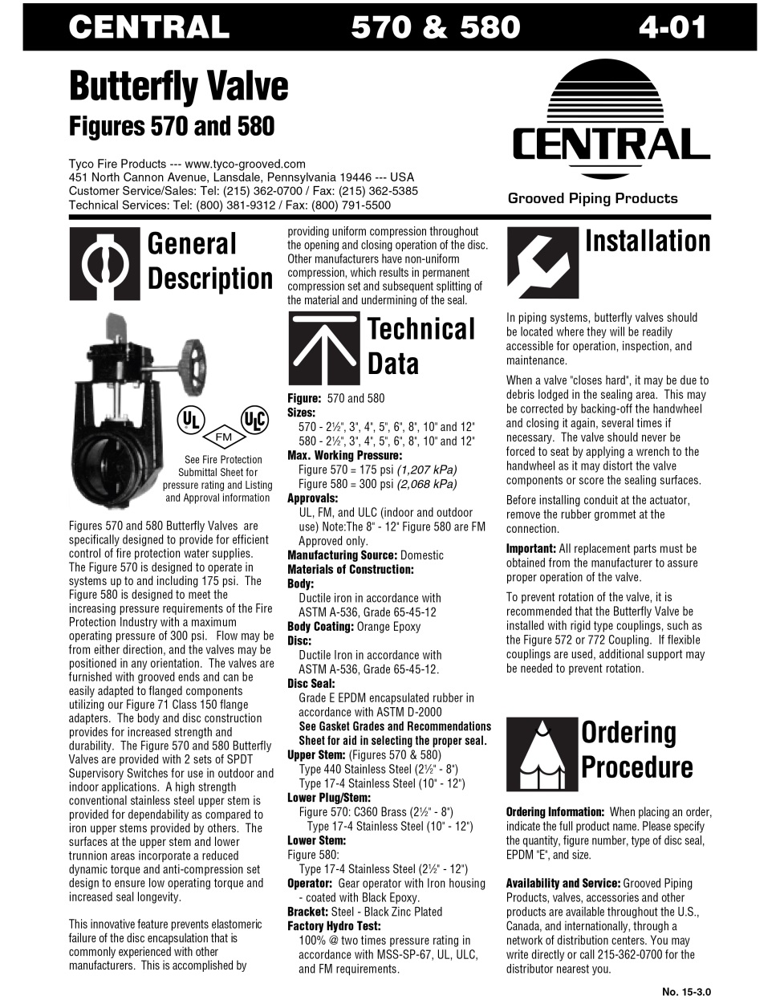 CENTRAL 570 & 580 4-01
Butterfly Valve
Figures 570 and 580
Tyco Fire Products --- www.tyco-grooved.com
451 North Cannon Avenue, Lansdale, Pennsylvania 19446 --- USA
Customer Service/Sales: Tel: (215) 362-0700 / Fax: (215) 362-5385
Technical Services: Tel: (800) 381-9312 / Fax: (800) 791-5500
CENTRAL
Grooved Piping Products
General
Description
UL
FM
ULC
See Fire Protection
Submittal Sheet for
pressure rating and Listing
and Approval information
Figures 570 and 580 Butterfly Valves are
specifically designed to provide for efficient
control of fire protection water supplies.
The Figure 570 is designed to operate in
systems up to and including 175 psi. The
Figure 580 is designed to meet the
increasing pressure requirements of the Fire
Protection Industry with a maximum
operating pressure of 300 psi. Flow may be
from either direction, and the valves may be
positioned in any orientation. The valves are
furnished with grooved ends and can be
easily adapted to flanged components
utilizing our Figure 71 Class 150 flange
adapters. The body and disc construction
provides for increased strength and
durability. The Figure 570 and 580 Butterfly
Valves are provided with 2 sets of SPDT
Supervisory Switches for use in outdoor and
indoor applications. A high strength
conventional stainless steel upper stem is
provided for dependability as compared to
iron upper stems provided by others. The
surfaces at the upper stem and lower
trunnion areas incorporate a reduced
dynamic torque and anti-compression set
design to ensure low operating torque and
increased seal longevity.
This innovative feature prevents elastomeric
failure of the disc encapsulation that is
commonly experienced with other
manufacturers. This is accomplished by
providing uniform compression throughout
the opening and closing operation of the disc.
Other manufacturers have non-uniform
compression, which results in permanent
compression set and subsequent splitting of
the material and undermining of the seal.
Technical
Data
Figure: 570 and 580
Sizes:
570 - 2½", 3", 4", 5", 6", 8", 10" and 12"
580 - 2½", 3", 4", 5", 6", 8", 10" and 12"
Max. Working Pressure:
Figure 570 = 175 psi (1,207 kPa)
Figure 580 = 300 psi (2,068 kPa)
Approvals:
UL, FM, and ULC (indoor and outdoor
use) Note:The 8" - 12" Figure 580 are FM
Approved only.
Manufacturing Source: Domestic
Materials of Construction:
Body:
Ductile iron in accordance with
ASTM A-536, Grade 65-45-12
Body Coating: Orange Epoxy
Disc:
Ductile Iron in accordance with
ASTM A-536, Grade 65-45-12.
Disc Seal:
Grade E EPDM encapsulated rubber in
accordance with ASTM D-2000
See Gasket Grades and Recommendations
Sheet for aid in selecting the proper seal.
Upper Stem: (Figures 570 & 580)
Type 440 Stainless Steel (2½" - 8")
Type 17-4 Stainless Steel (10" - 12")
Lower Plug/Stem:
Figure 570: C360 Brass (2½" - 8")
Type 17-4 Stainless Steel (10" - 12")
Lower Stem:
Figure 580:
Type 17-4 Stainless Steel (2½" - 12")
Operator: Gear operator with Iron housing
- coated with Black Epoxy.
Bracket: Steel - Black Zinc Plated
Factory Hydro Test:
100% @ two times pressure rating in
accordance with MSS-SP-67, UL, ULC,
and FM requirements.
Installation
In piping systems, butterfly valves should
be located where they will be readily
accessible for operation, inspection, and
maintenance.
When a valve "closes hard", it may be due to
debris lodged in the sealing area. This may
be corrected by backing-off the handwheel
and closing it again, several times if
necessary. The valve should never be
forced to seat by applying a wrench to the
handwheel as it may distort the valve
components or score the sealing surfaces.
Before installing conduit at the actuator,
remove the rubber grommet at the
connection.
Important: All replacement parts must be
obtained from the manufacturer to assure
proper operation of the valve.
To prevent rotation of the valve, it is
recommended that the Butterfly Valve be
installed with rigid type couplings, such as
the Figure 572 or 772 Coupling. If flexible
couplings are used, additional support may
be needed to prevent rotation.
Ordering
Procedure
Ordering Information: When placing an order,
indicate the full product name. Please specify
the quantity, figure number, type of disc seal,
EPDM "E", and size.
Availability and Service: Grooved Piping
Products, valves, accessories and other
products are available throughout the U.S.,
Canada, and internationally, through a
network of distribution centers. You may
write directly or call 215-362-0700 for the
distributor nearest you.
No. 15-3.0